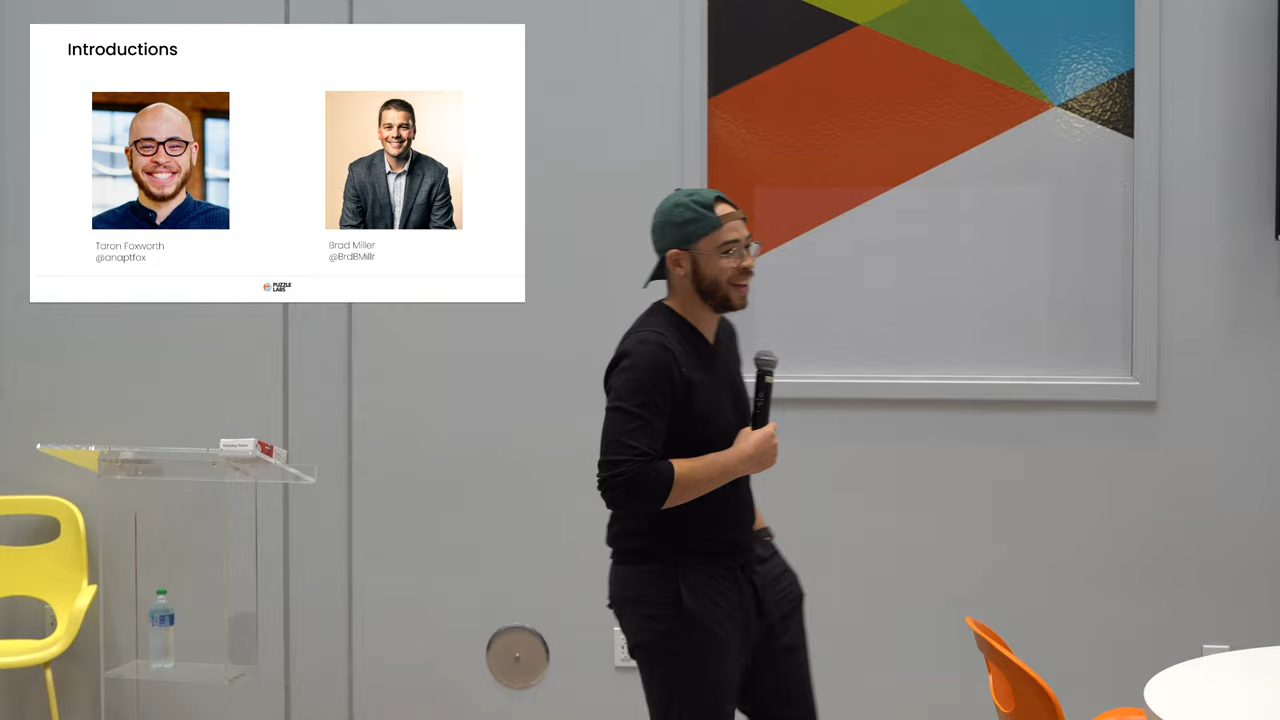 Introductions
Taron Foxworth
@anaptfox
Brad Miller
@BrdBMillr
PUZZLE
LABS